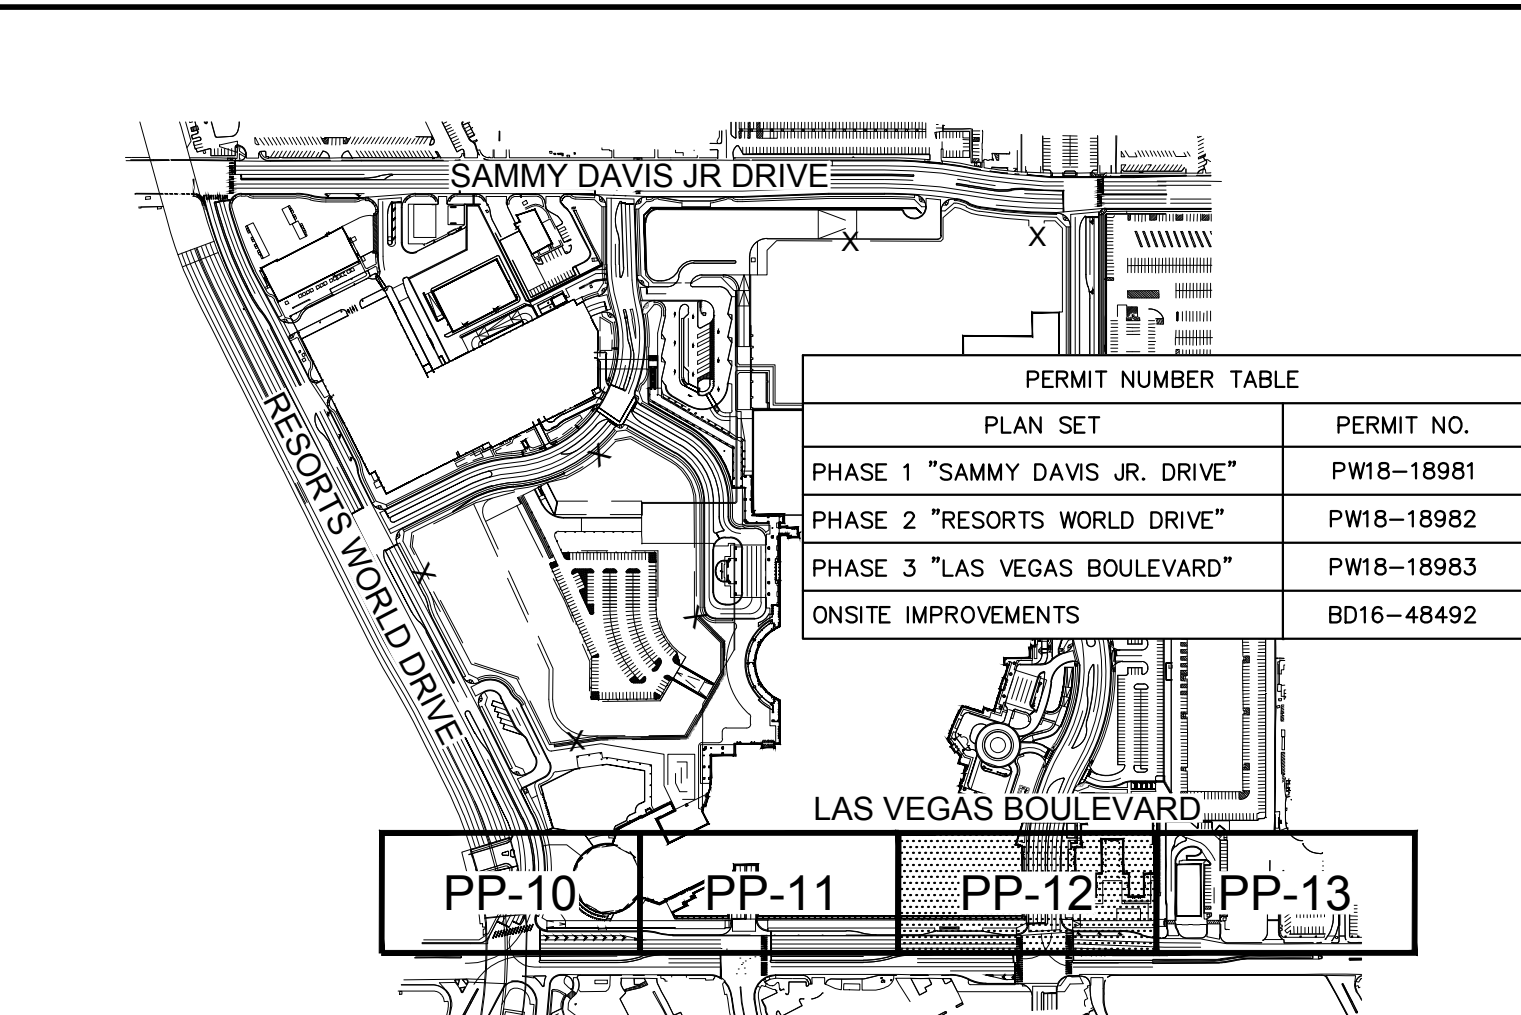 SAMMY DAVIS JR DRIVE
RESORTS WORLD DRIVE
PERMIT NUMBER TABLE
PLAN SET PERMIT NO.
PHASE 1 "SAMMY DAVIS JR. DRIVE" PW18-18981
PHASE 2 "RESORTS WORLD DRIVE" PW18-18982
PHASE 3 "LAS VEGAS BOULEVARD" PW18-18983
ONSITE IMPROVEMENTS BD16-48492
LAS VEGAS BOULEVARD
PP-10 PP-11 PP-12 PP-13